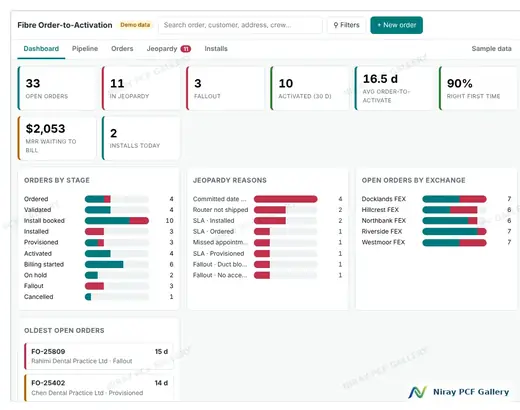 Fibre Order-to-Activation
Demo data
Search order, customer, address, crew...
Filters
+ New order
Dashboard
Pipeline
Orders
Jeopardy 11
Installs
Sample data
33
OPEN ORDERS
11
IN JEOPARDY
3
FALLOUT
10
ACTIVATED (30 D)
16.5 d
AVG ORDER-TO-
ACTIVATE
90%
RIGHT FIRST TIME
$2,053
MRR WAITING TO
BILL
2
INSTALLS TODAY
ORDERS BY STAGE
Ordered 4
Validated 4
Install booked 10
Installed 3
Provisioned 3
Activated 4
Billing started 6
On hold 2
Fallout 3
Cancelled 1
JEOPARDY REASONS
Committed date ... 4
Router not shipped 2
SLA · Installed 2
SLA · Ordered 1
Missed appointm... 1
SLA · Provisioned 1
Fallout · Duct blo... 1
Fallout · No acce... 1
OPEN ORDERS BY EXCHANGE
Docklands FEX 7
Hillcrest FEX 6
Northbank FEX 6
Riverside FEX 7
Westmoor FEX 7
OLDEST OPEN ORDERS
FO-25809 15 d
Rahimi Dental Practice Ltd · Fallout
FO-25402 14 d
Chen Dental Practice Ltd · Provisioned
Niray PCF Gallery